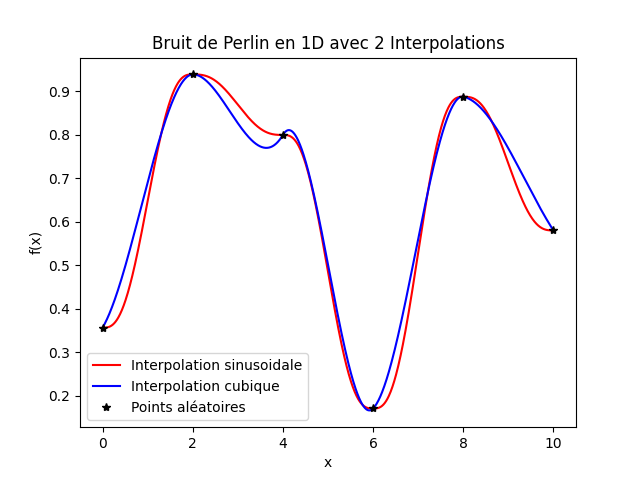 Bruit de Perlin en 1D avec 2 Interpolations
0.9
0.8
0.7
0.6
0.5
0.4
0.3
0.2
f(x)
Interpolation sinusoidale
Interpolation cubique
Points aléatoires
0 2 4 6 8 10
x